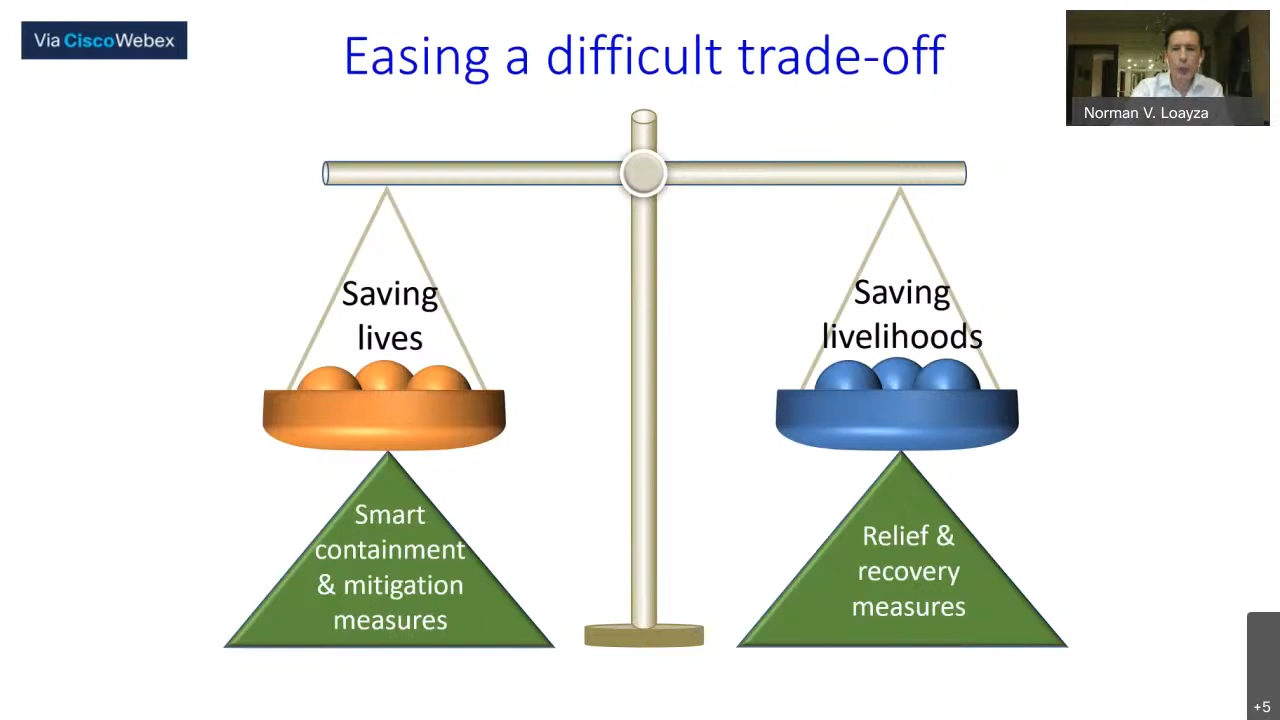 Via CiscoWebex
Easing a difficult trade-off
Norman V. Loayza
Saving
lives
Saving
livelihoods
Smart
containment
& mitigation
measures
Relief &
recovery
measures
+5